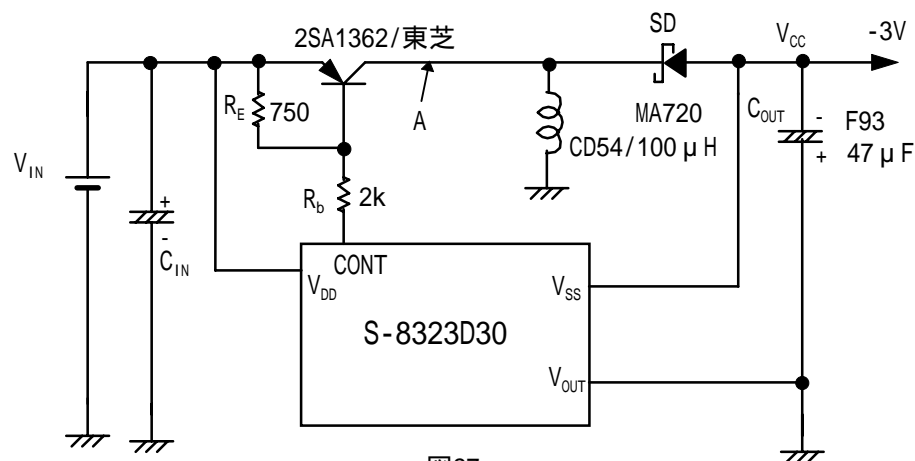 2SA1362/東芝
SD
V_CC
-3V
R_E
750
A
MA720
C_OUT
F93
47μF
CD54/100μH
V_IN
+
-
C_IN
R_b
2k
-
+
CONT
V_DD
V_SS
S-8323D30
V_OUT